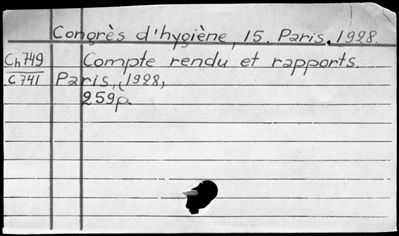 Congrès d'hygiène, 15. Paris. 1928.
Ch749 Compte rendu et rapports.
C741 Paris, (1928,
259p.